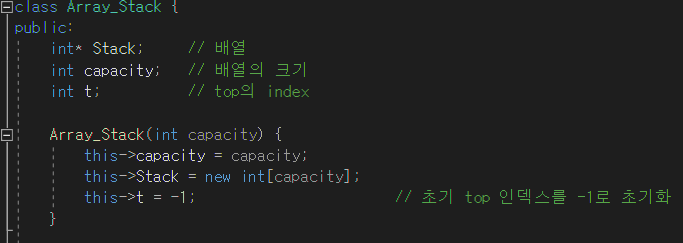 class Array_Stack {
public:
int* Stack; // 배열
int capacity; // 배열의 크기
int t; // top의 index
Array_Stack(int capacity) {
this->capacity = capacity;
this->Stack = new int[capacity];
this->t = -1; // 초기 top 인덱스를 -1로 초기화
}